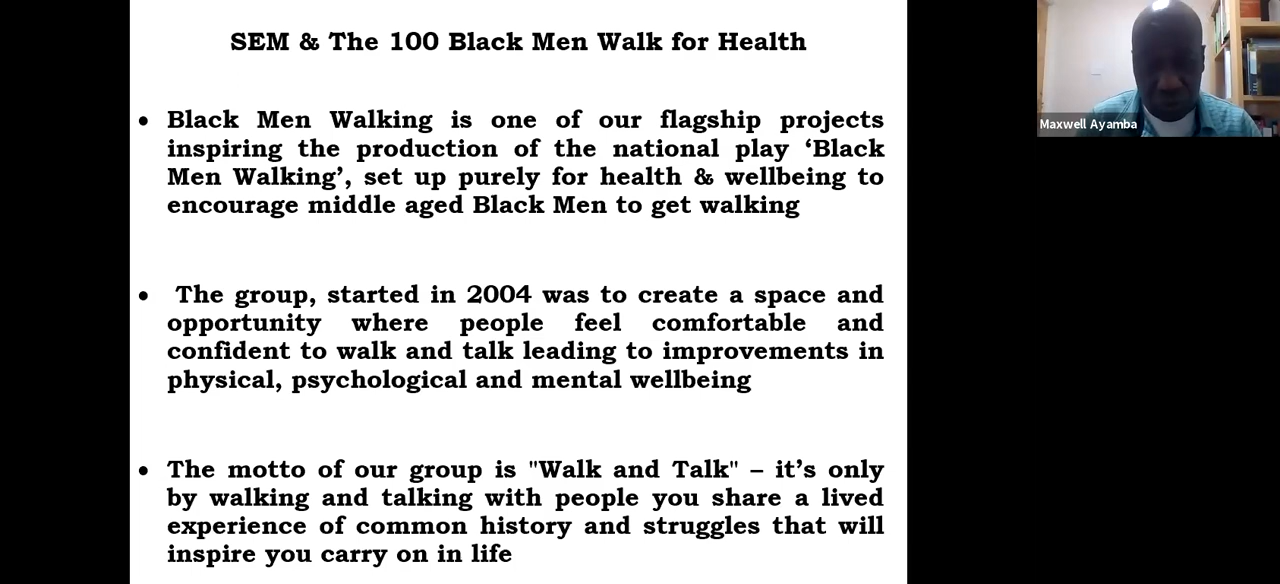 SEM & The 100 Black Men Walk for Health
• Black Men Walking is one of our flagship projects
inspiring the production of the national play ‘Black
Men Walking’, set up purely for health & wellbeing to
encourage middle aged Black Men to get walking
• The group, started in 2004 was to create a space and
opportunity where people feel comfortable and
confident to walk and talk leading to improvements in
physical, psychological and mental wellbeing
• The motto of our group is "Walk and Talk" – it’s only
by walking and talking with people you share a lived
experience of common history and struggles that will
inspire you carry on in life
Maxwell Ayamba